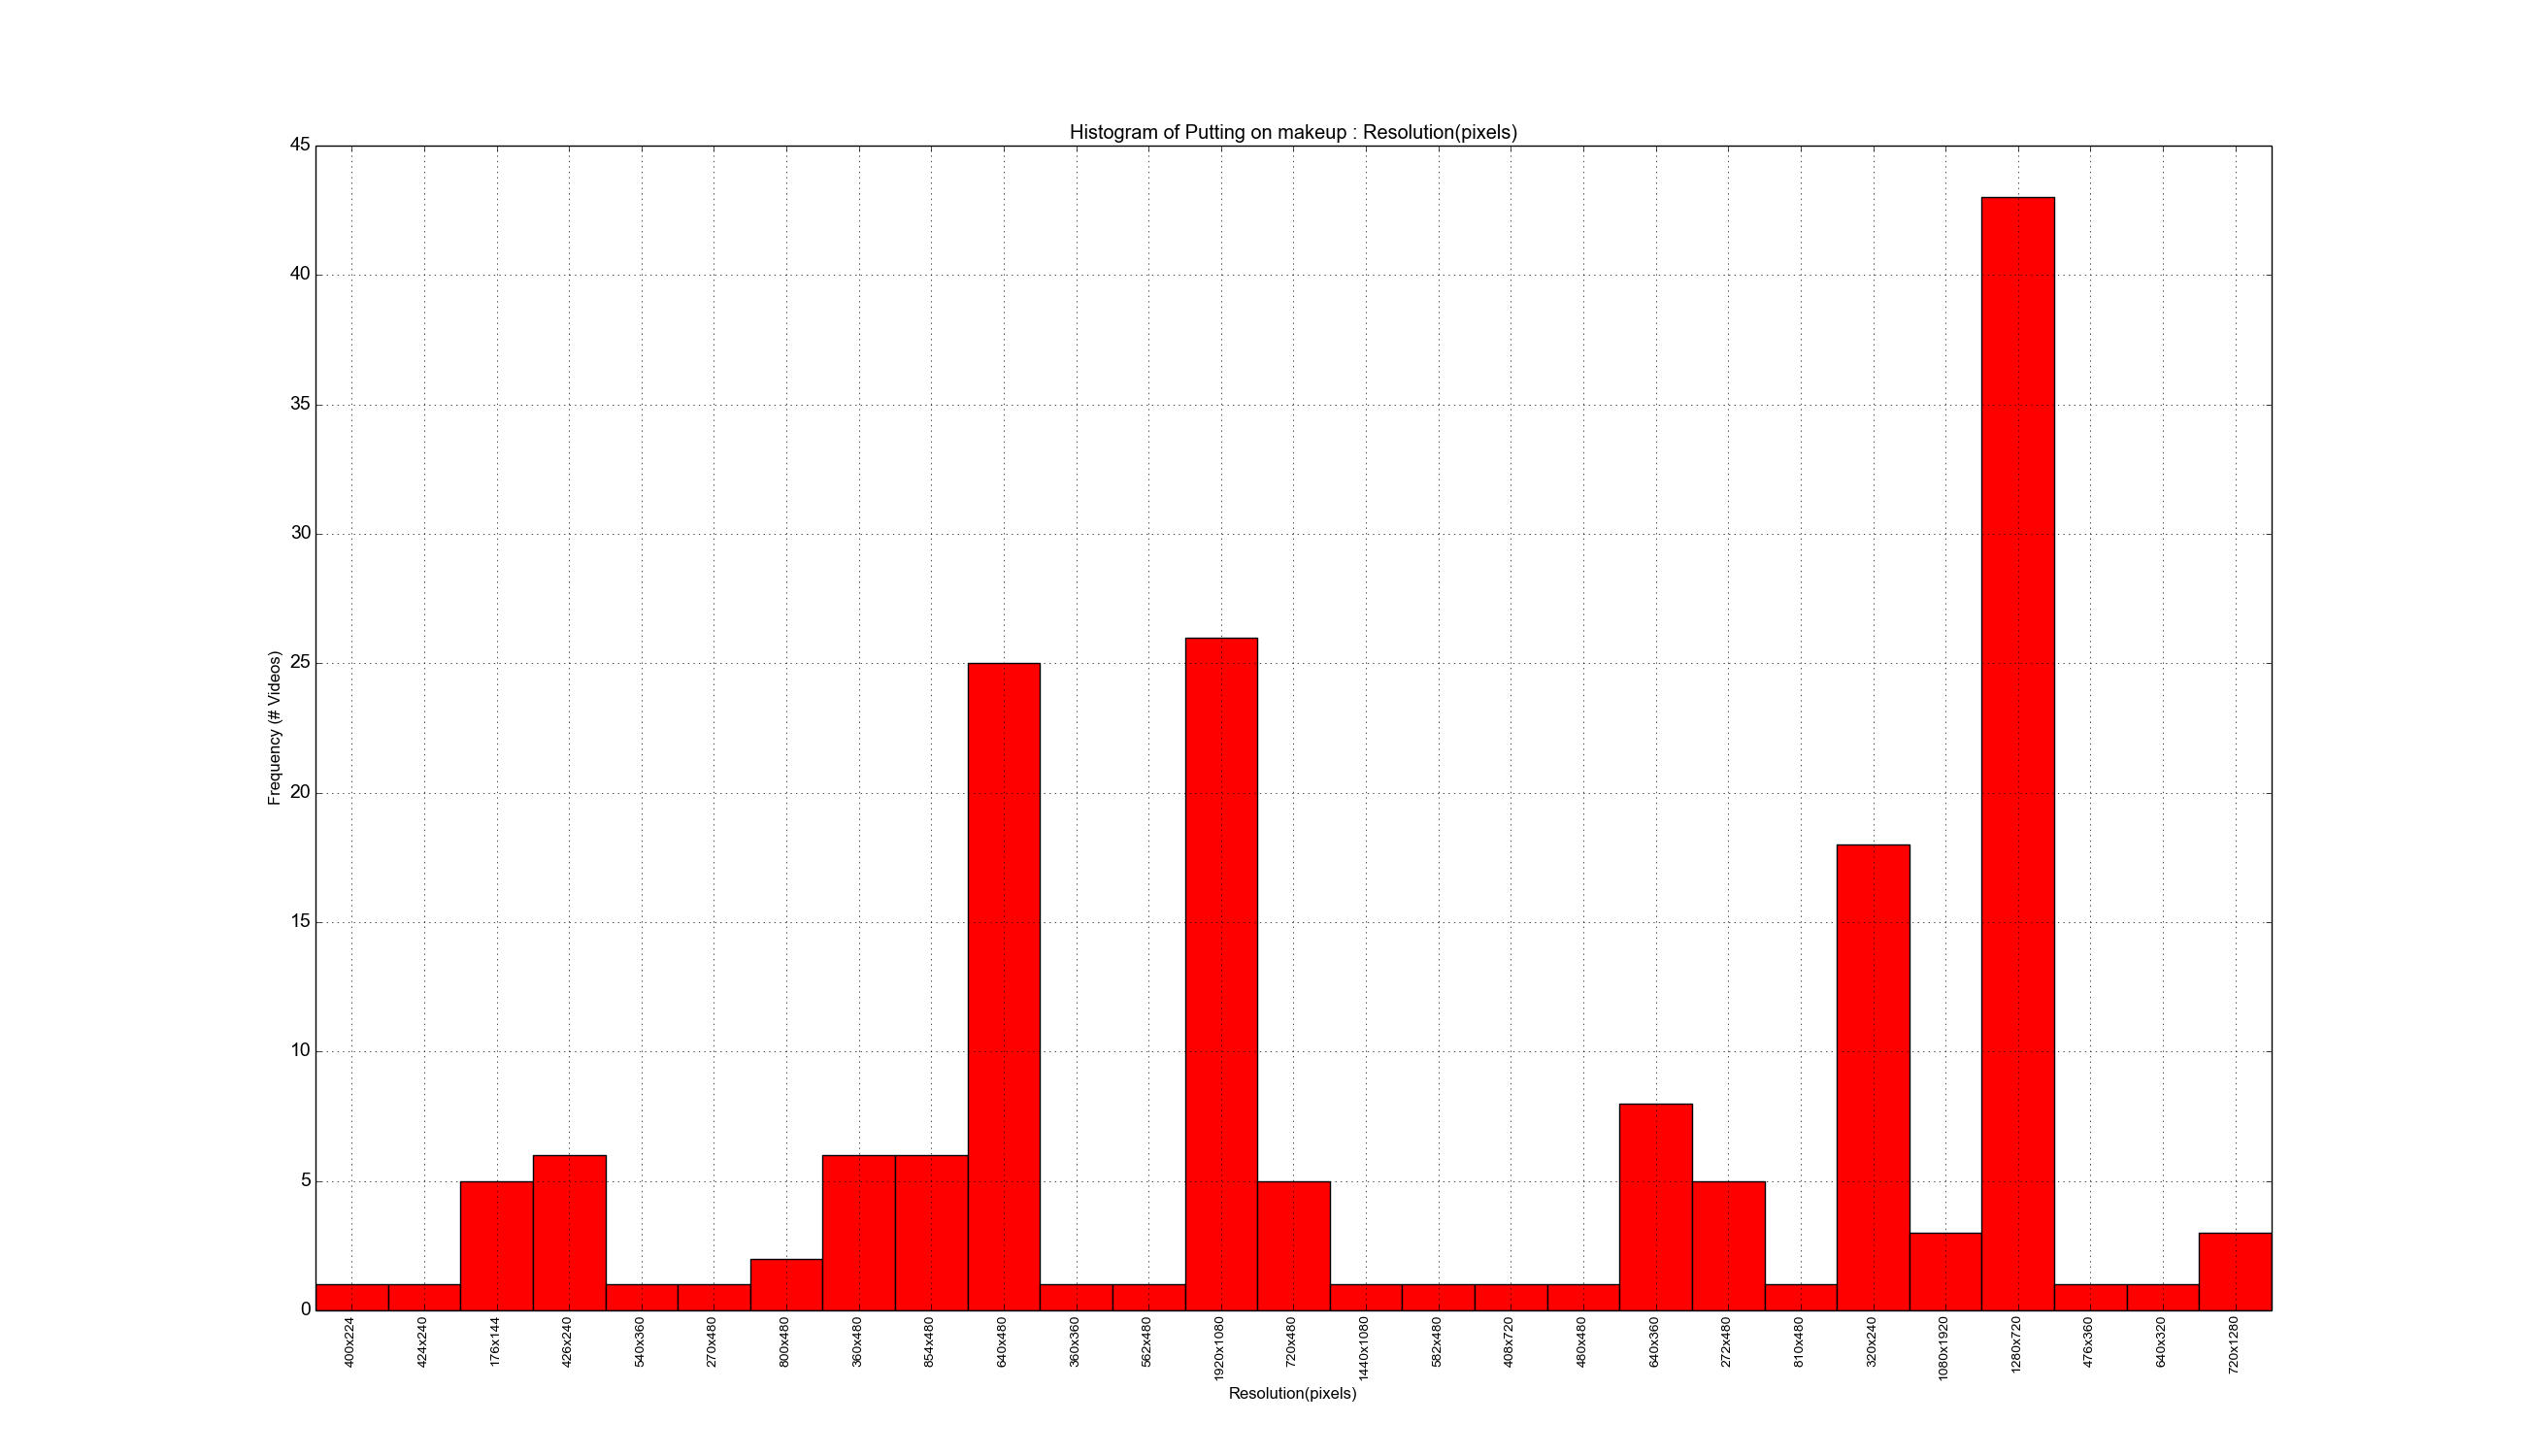 Histogram of Putting on makeup : Resolution(pixels)
45
40
35
30
25
20
15
10
5
0
Frequency (# Videos)
400x224
424x240
176x144
426x240
540x360
270x480
800x480
360x480
854x480
640x480
360x360
562x480
1920x1080
720x480
1440x1080
582x480
408x720
480x480
640x360
272x480
810x480
320x240
1080x1920
1280x720
476x360
640x320
720x1280
Resolution(pixels)